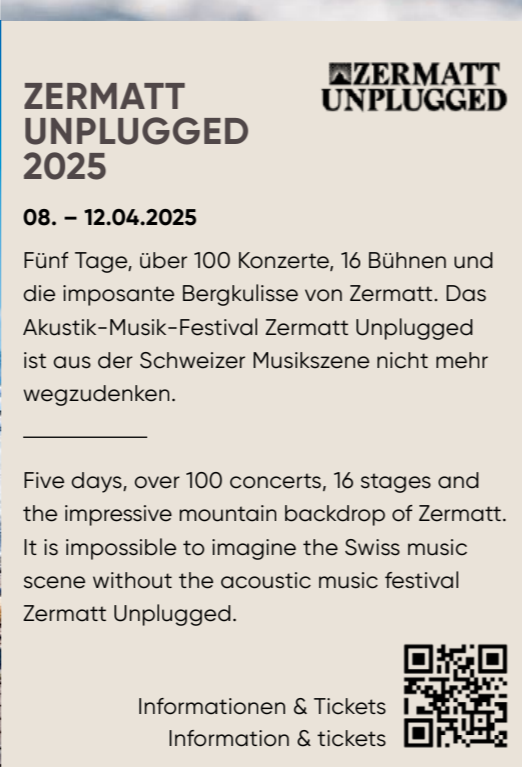 ZERMATT
UNPLUGGED
ZERMATT
UNPLUGGED
2025
08. – 12.04.2025
Fünf Tage, über 100 Konzerte, 16 Bühnen und
die imposante Bergkulisse von Zermatt. Das
Akustik-Musik-Festival Zermatt Unplugged
ist aus der Schweizer Musikszene nicht mehr
wegzudenken.
Five days, over 100 concerts, 16 stages and
the impressive mountain backdrop of Zermatt.
It is impossible to imagine the Swiss music
scene without the acoustic music festival
Zermatt Unplugged.
Informationen & Tickets
Information & tickets